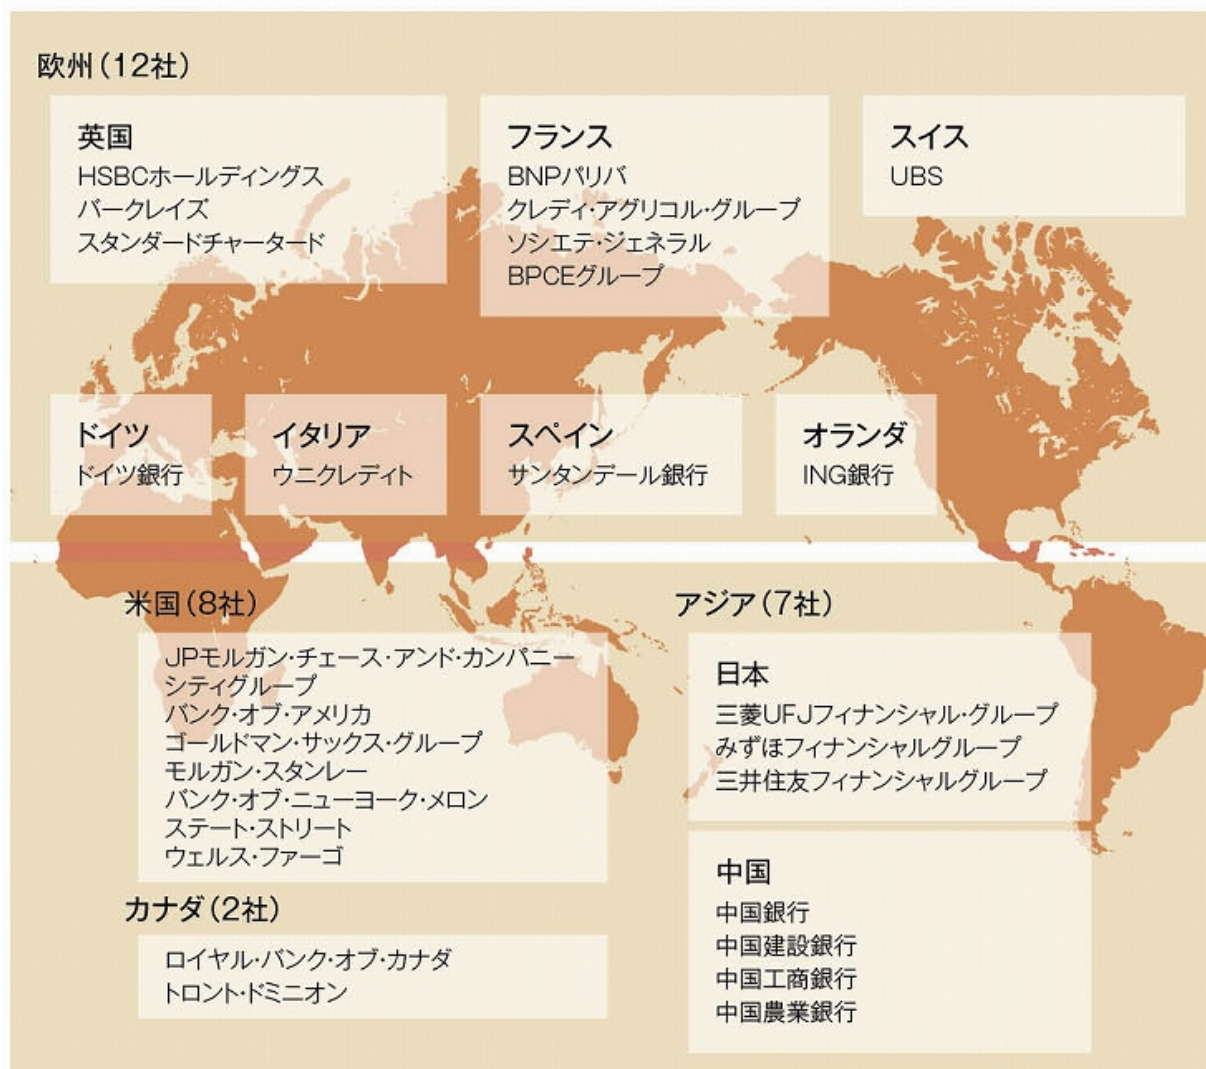 欧州（12社）
英国
HSBCホールディングス
バークレイズ
スタンダードチャータード
フランス
BNPパリバ
クレディ・アグリコル・グループ
ソシエテ・ジェネラル
BPCEグループ
スイス
UBS
ドイツ
ドイツ銀行
イタリア
ウニクレディト
スペイン
サンタンデール銀行
オランダ
ING銀行
米国（8社）
JPモルガン・チェース・アンド・カンパニー
シティグループ
バンク・オブ・アメリカ
ゴールドマン・サックス・グループ
モルガン・スタンレー
バンク・オブ・ニューヨーク・メロン
ステート・ストリート
ウェルス・ファーゴ
カナダ（2社）
ロイヤル・バンク・オブ・カナダ
トロント・ドミニオン
アジア（7社）
日本
三菱UFJフィナンシャル・グループ
みずほフィナンシャルグループ
三井住友フィナンシャルグループ
中国
中国銀行
中国建設銀行
中国工商銀行
中国農業銀行